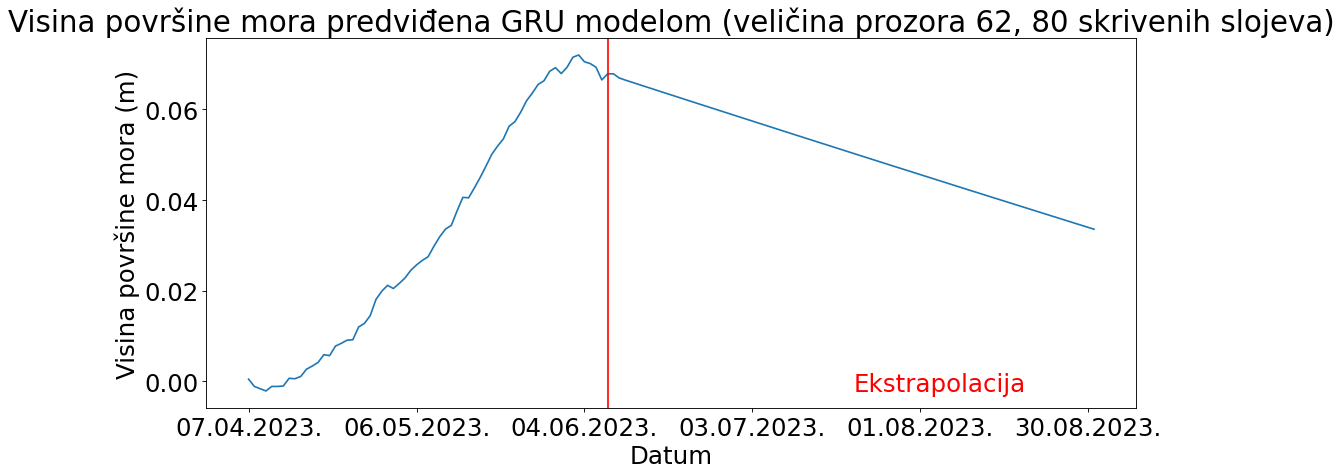 Visina površine mora predviđena GRU modelom (veličina prozora 62, 80 skrivenih slojeva)
Visina površine mora (m)
0.06
0.04
0.02
0.00
Ekstrapolacija
07.04.2023. 06.05.2023. 04.06.2023. 03.07.2023. 01.08.2023. 30.08.2023.
Datum